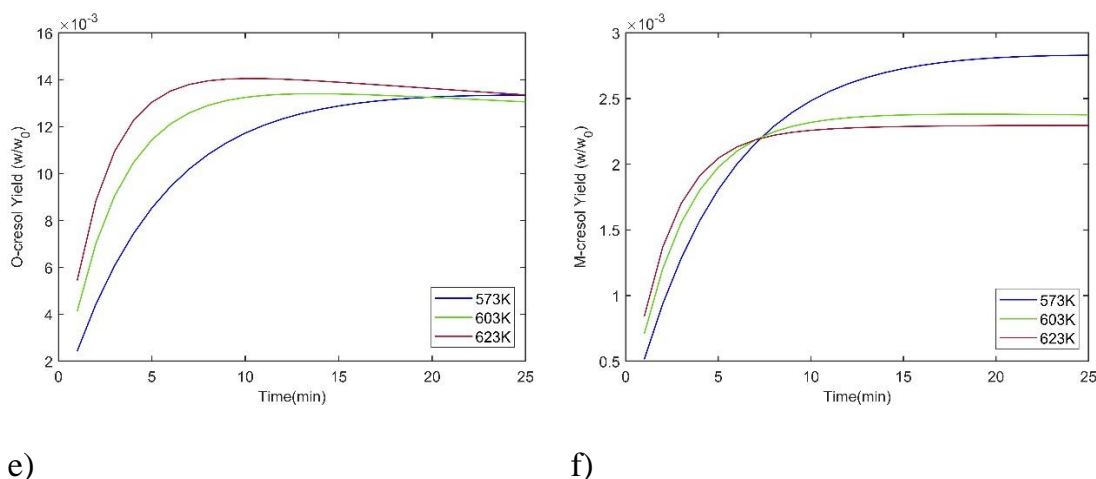 ×10⁻³
16
14
12
10
8
6
4
2
O-cresol Yield (w/w₀)
0
5
10
15
20
25
Time(min)
573K
603K
623K
e)
×10⁻³
3
2.5
2
1.5
1
0.5
M-cresol Yield (w/w₀)
0
5
10
15
20
25
Time(min)
573K
603K
623K
f)